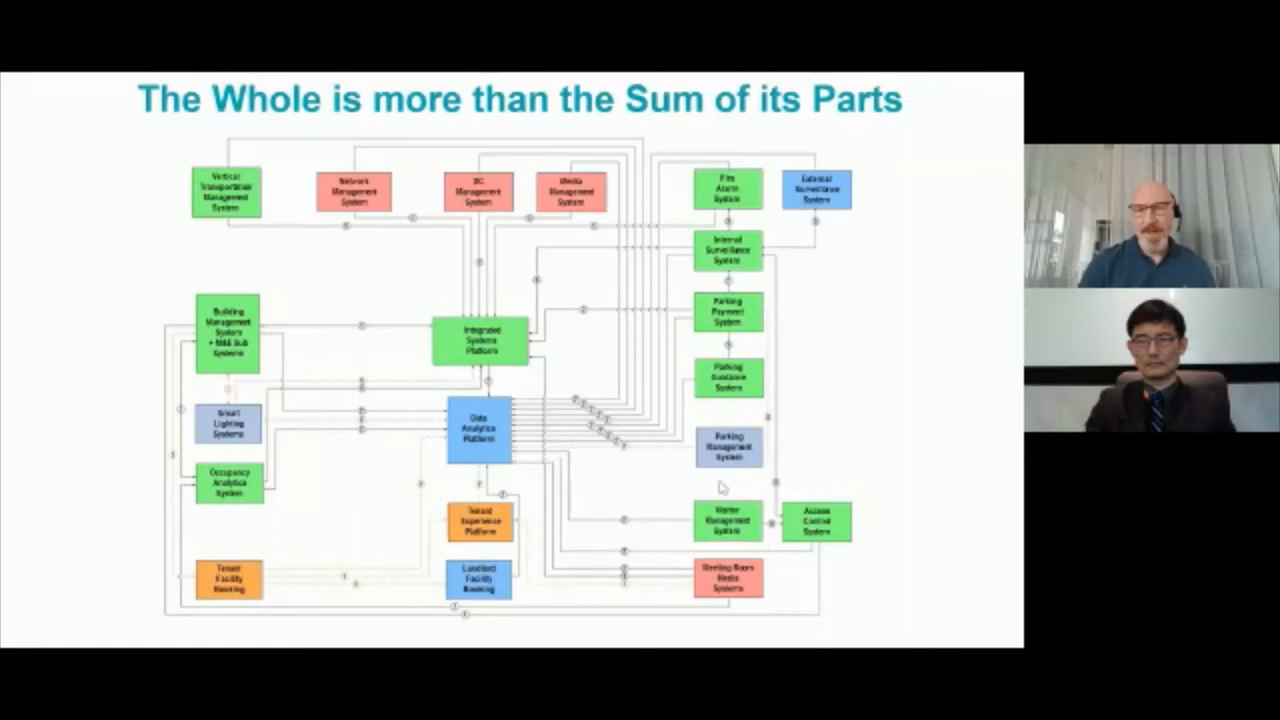 The Whole is more than the Sum of its Parts
Vertical
Transportation
Management
System
Network
Management
System
DC
Management
System
Media
Management
System
Fire
Alarm
System
External
Surveillance
System
Internal
Surveillance
System
Building
Management
System
+ M&E Sub
Systems
Integrated
Systems
Platform
Parking
Payment
System
Parking
Guidance
System
Smart
Lighting
Systems
Data
Analytics
Platform
Parking
Management
System
Occupancy
Analytics
System
Tenant
Experience
Platform
Visitor
Management
System
Access
Control
System
Tenant
Facility
Booking
Landlord
Facility
Booking
Meeting Room
Media
Systems